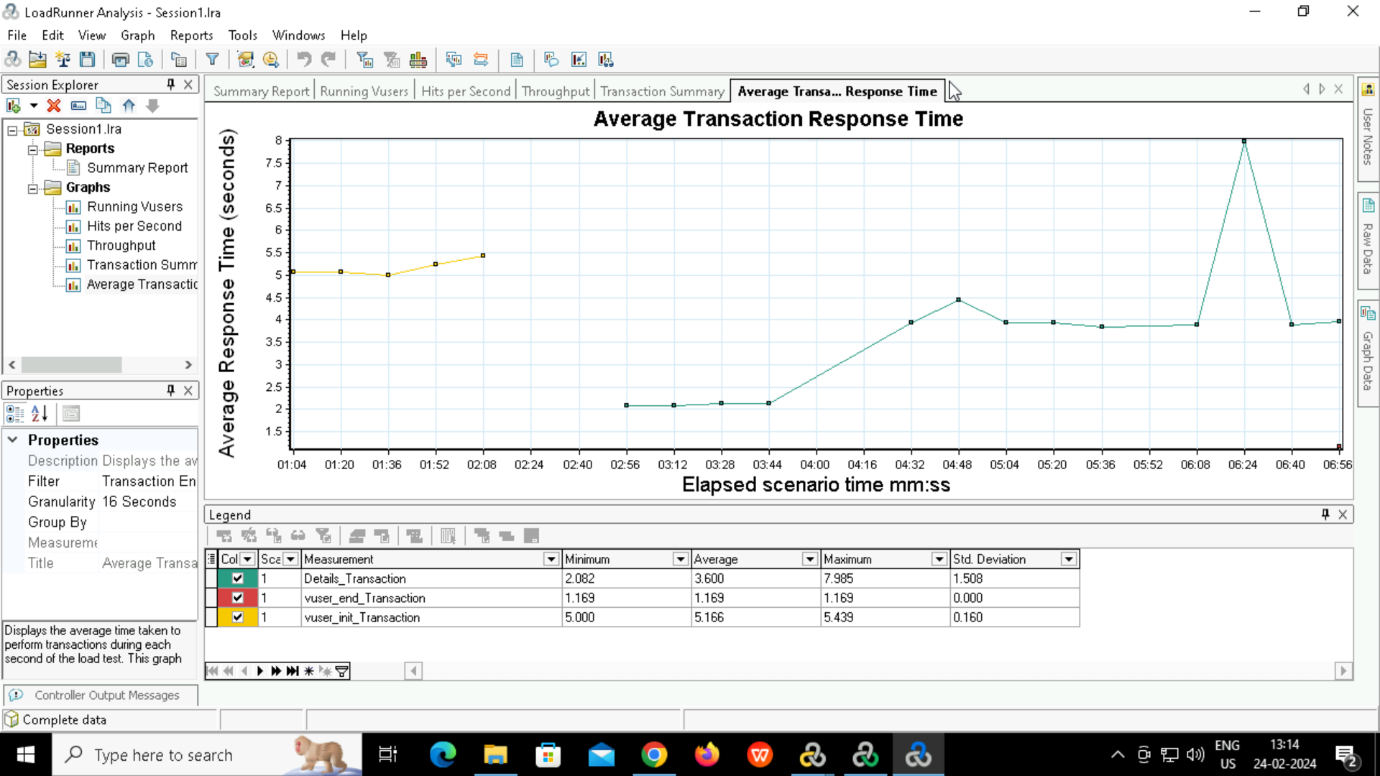 LoadRunner Analysis - Session1.lra
File Edit View Graph Reports Tools Windows Help
Session Explorer
Session1.lra
Reports
Summary Report
Graphs
Running Vusers
Hits per Second
Throughput
Transaction Summ
Average Transactic
Properties
Properties
Description Displays the av
Filter Transaction En
Granularity 16 Seconds
Group By
Measureme
Title Average Transa
Displays the average time taken to
perform transactions during each
second of the load test. This graph
Controller Output Messages
Complete data
Summary Report Running Vusers Hits per Second Throughput Transaction Summary Average Transa... Response Time
Average Transaction Response Time
Average Response Time (seconds)
8
7.5
7
6.5
6
5.5
5
4.5
4
3.5
3
2.5
2
1.5
01:04 01:20 01:36 01:52 02:08 02:24 02:40 02:56 03:12 03:28 03:44 04:00 04:16 04:32 04:48 05:04 05:20 05:36 05:52 06:08 06:24 06:40 06:56
Elapsed scenario time mm:ss
User Notes
Raw Data
Graph Data
Legend
Col Sca Measurement Minimum Average Maximum Std. Deviation
1 Details_Transaction 2.082 3.600 7.985 1.508
1 vuser_end_Transaction 1.169 1.169 1.169 0.000
1 vuser_init_Transaction 5.000 5.166 5.439 0.160
Type here to search
ENG
US
13:14
24-02-2024
2